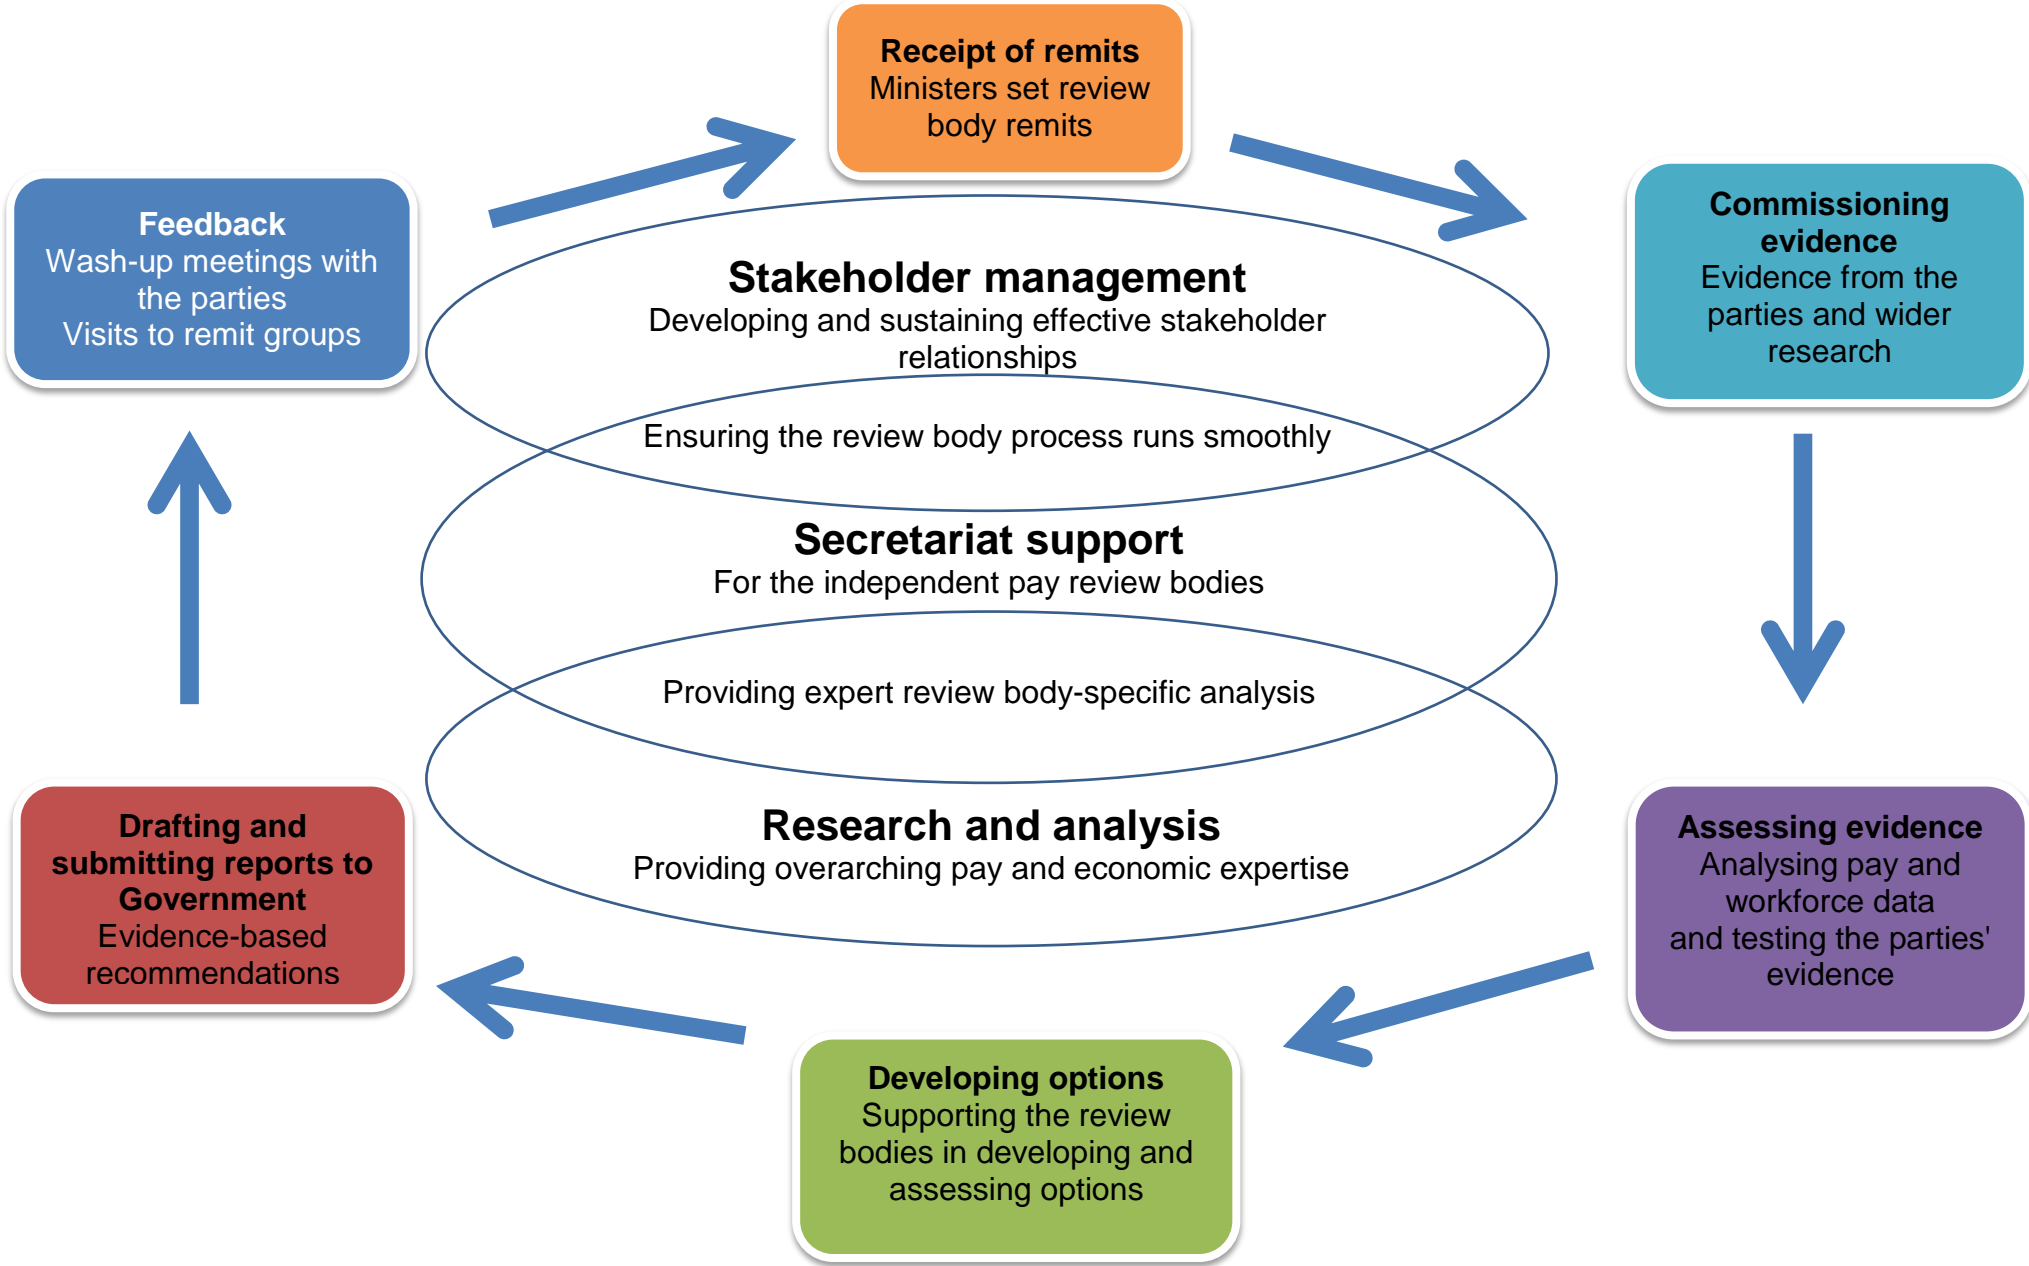 Receipt of remits
Ministers set review
body remits
Commissioning
evidence
Evidence from the
parties and wider
research
Assessing evidence
Analysing pay and
workforce data
and testing the parties'
evidence
Developing options
Supporting the review
bodies in developing and
assessing options
Drafting and
submitting reports to
Government
Evidence-based
recommendations
Feedback
Wash-up meetings with
the parties
Visits to remit groups
Stakeholder management
Developing and sustaining effective stakeholder
relationships
Ensuring the review body process runs smoothly
Secretariat support
For the independent pay review bodies
Providing expert review body-specific analysis
Research and analysis
Providing overarching pay and economic expertise